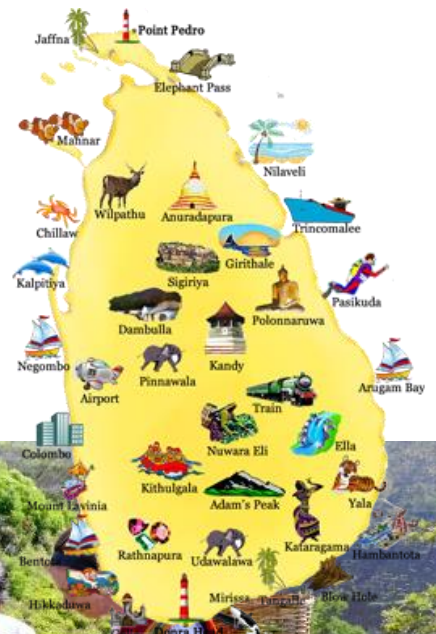 Point Pedro
Jaffna
Elephant Pass
Mannar
Nilaveli
Wilpathu
Anuradapura
Chillaw
Trincomalee
Girithale
Sigiriya
Kalpitiya
Pasikuda
Polonnaruwa
Dambulla
Negombo
Kandy
Pinnawala
Arugam Bay
Airport
Train
Nuwara Eli
Ella
Colombo
Kithulgala
Adam's Peak
Yala
Mount Lavinia
Kataragama
Rathnapura
Hambantota
Bentota
Udawalawa
Mirissa
Blow Hole
Hikkaduwa